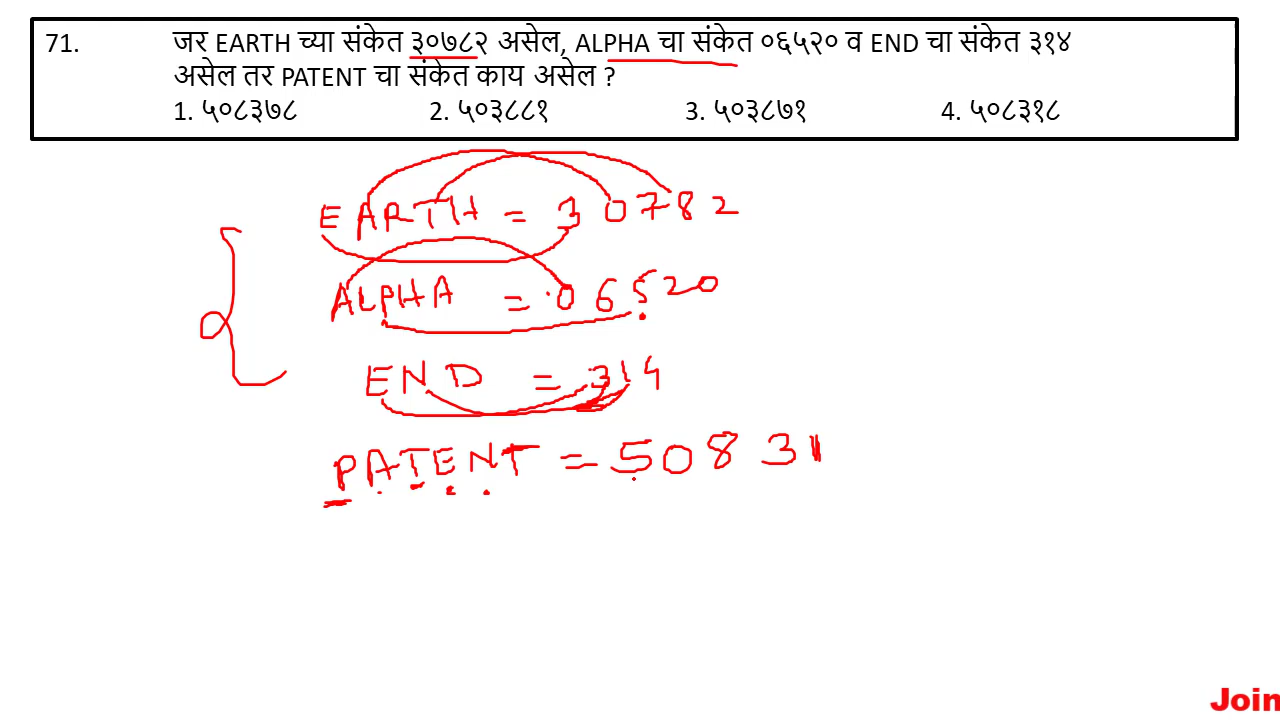 71. जर EARTH च्या संकेत ३०७८२ असेल, ALPHA चा संकेत ०६५२० व END चा संकेत ३१४
असेल तर PATENT चा संकेत काय असेल ?
1. ५०८३७८ 2. ५०३८८१ 3. ५०३८७१ 4. ५०८३१८
EARTH = 30782
ALPHA = 06520
END = 314
PATENT = 50831
Join